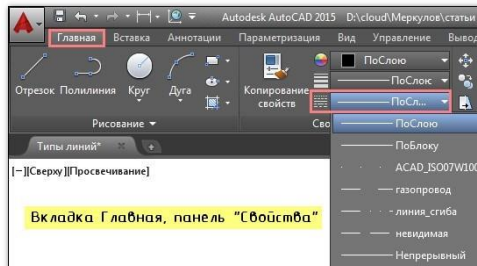 Autodesk AutoCAD 2015 D:\cloud\Меркулов\статьи
Главная Вставка Аннотации Параметризация Вид Управление Вывод
ПоСлою
Отрезок Полилиния Круг Дуга Копирование свойств ПоСлою
ПоСл...
Рисование Сво
ПоСлою
Типы линий*
ПоБлоку
[−][Сверху][Просвечивание]
ACAD_ISO07W100
газопровод
Вкладка Главная, панель "Свойства"
линия_сгиба
невидимая
Непрерывный